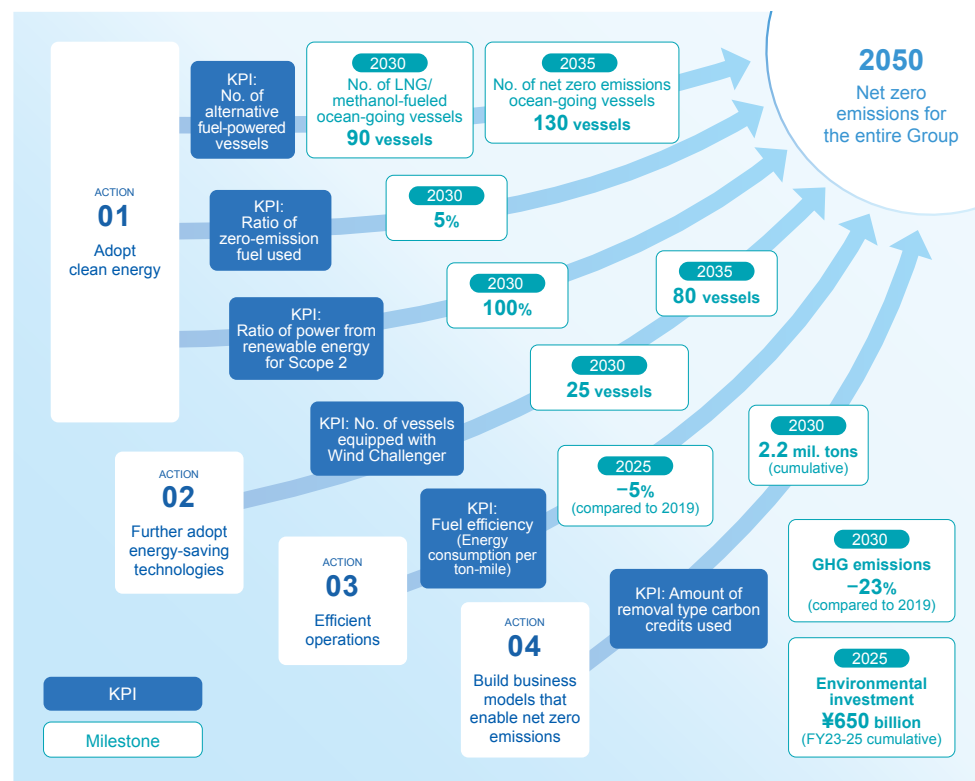 2050
Net zero
emissions for
the entire Group
ACTION
01
Adopt
clean energy
KPI:
No. of
alternative
fuel-powered
vessels
2030
No. of LNG/
methanol-fueled
ocean-going vessels
90 vessels
2035
No. of net zero emissions
ocean-going vessels
130 vessels
KPI:
Ratio of
zero-emission
fuel used
2030
5%
KPI:
Ratio of power from
renewable energy
for Scope 2
2030
100%
ACTION
02
Further adopt
energy-saving
technologies
KPI: No. of vessels
equipped with
Wind Challenger
2030
25 vessels
2035
80 vessels
ACTION
03
Efficient
operations
KPI:
Fuel efficiency
(Energy
consumption per
ton-mile)
2025
−5%
(compared to 2019)
ACTION
04
Build business
models that
enable net zero
emissions
KPI: Amount of
removal type carbon
credits used
2030
2.2 mil. tons
(cumulative)
2030
GHG emissions
−23%
(compared to 2019)
2025
Environmental
investment
¥650 billion
(FY23-25 cumulative)
KPI
Milestone